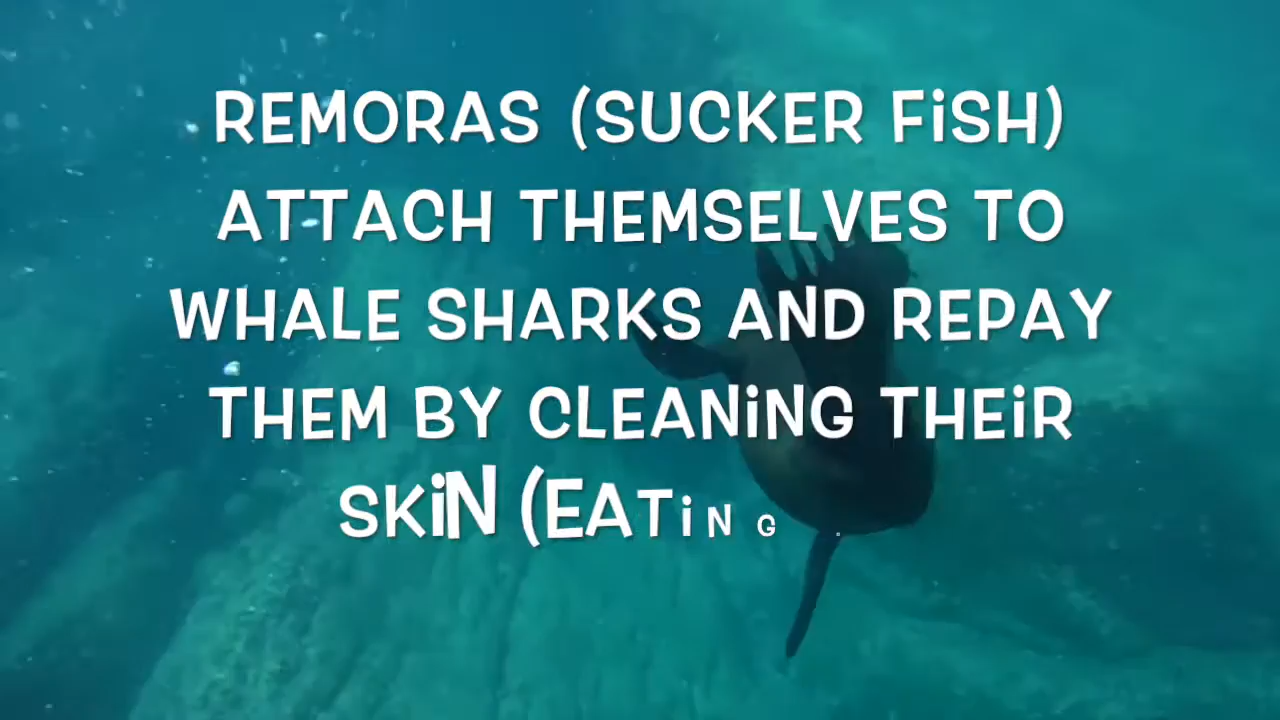 REMORAS (SUCKER FiSH)
ATTACH THEMSELVES TO
WHALE SHARKS AND REPAY
THEM BY CLEANiNG THEiR
SKiN (EATiNG